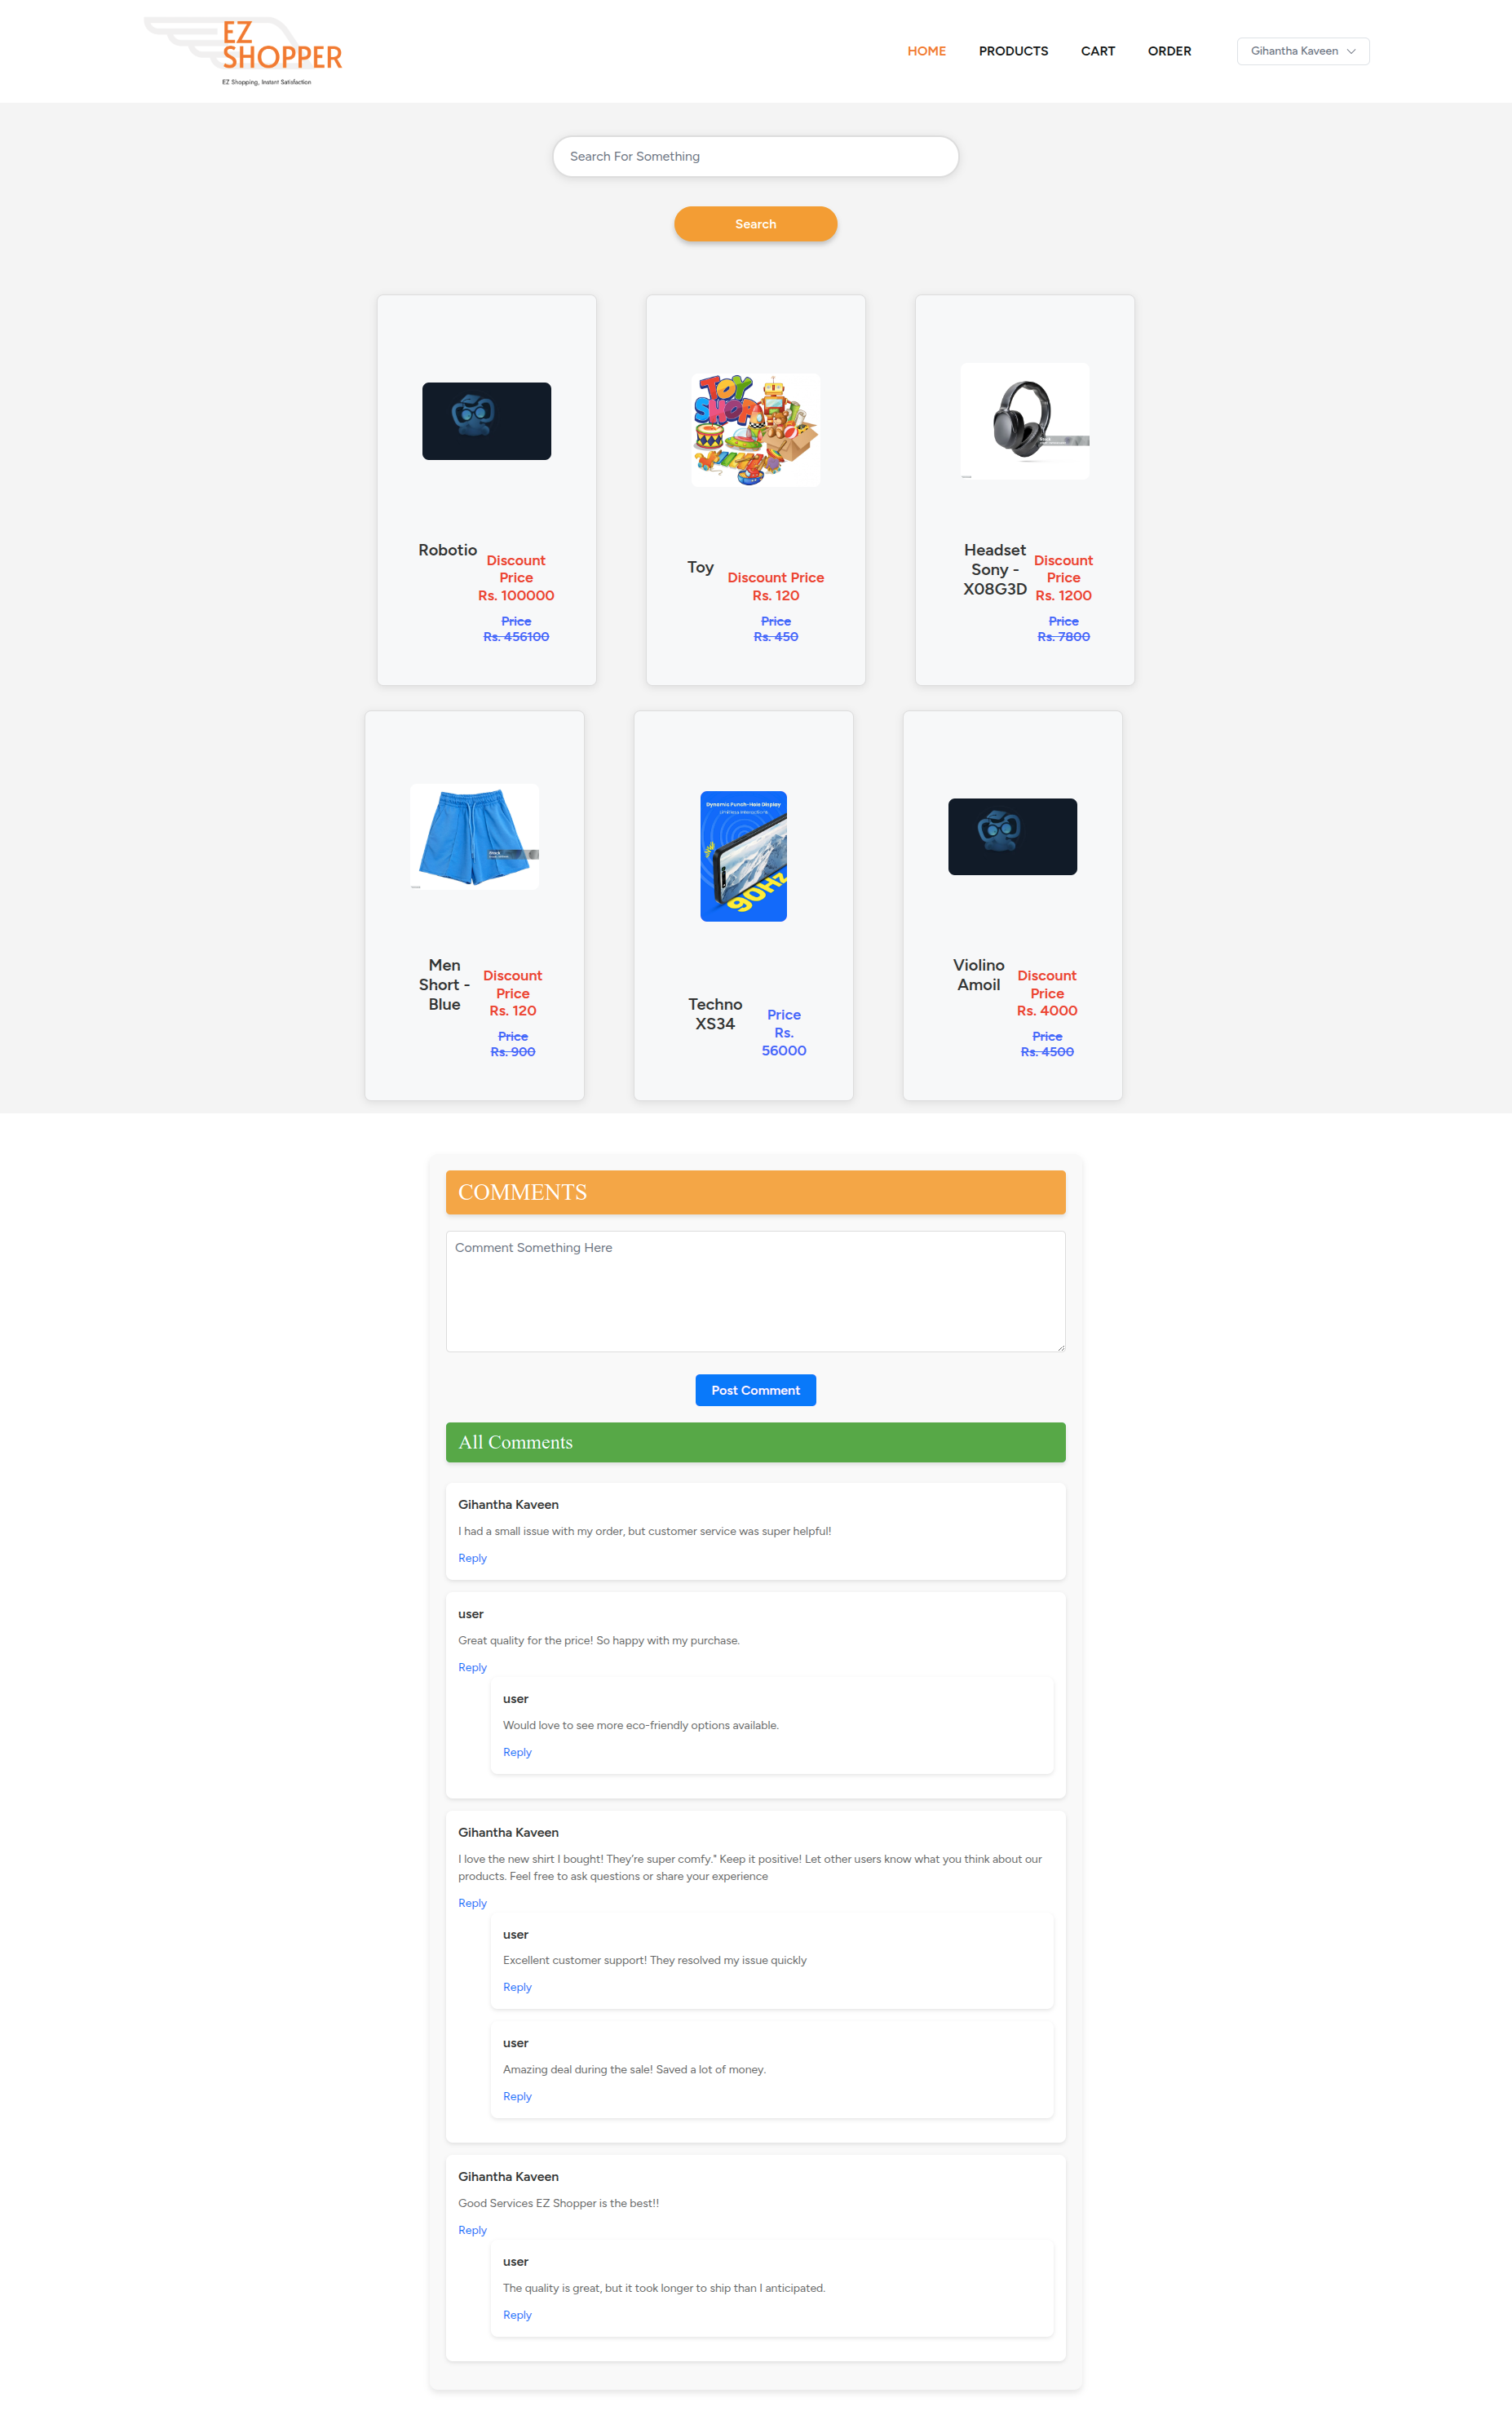 EZ
SHOPPER
EZ Shopping, Instant Satisfaction
HOME
PRODUCTS
CART
ORDER
Gihantha Kaveen
Search For Something
Search
Robotio
Discount
Price
Rs. 100000
Price
Rs. 456100
TOY
SHOP
Toy
Discount Price
Rs. 120
Price
Rs. 450
Headset
Sony -
X08G3D
Discount
Price
Rs. 1200
Price
Rs. 7800
Men
Short -
Blue
Discount
Price
Rs. 120
Price
Rs. 900
Dynamic Punch-Hole Display
90Hz
Techno
XS34
Price
Rs.
56000
Violino
Amoil
Discount
Price
Rs. 4000
Price
Rs. 4500
COMMENTS
Comment Something Here
Post Comment
All Comments
Gihantha Kaveen
I had a small issue with my order, but customer service was super helpful!
Reply
user
Great quality for the price! So happy with my purchase.
Reply
user
Would love to see more eco-friendly options available.
Reply
Gihantha Kaveen
I love the new shirt I bought! They're super comfy." Keep it positive! Let other users know what you think about our
products. Feel free to ask questions or share your experience
Reply
user
Excellent customer support! They resolved my issue quickly
Reply
user
Amazing deal during the sale! Saved a lot of money.
Reply
Gihantha Kaveen
Good Services EZ Shopper is the best!!
Reply
user
The quality is great, but it took longer to ship than I anticipated.
Reply